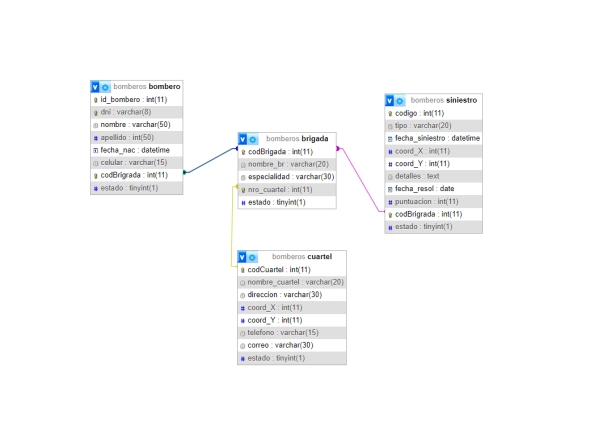 bomberos bombero
id_bombero : int(11)
dni : varchar(8)
nombre : varchar(50)
apellido : int(50)
fecha_nac : datetime
celular : varchar(15)
codBrigada : int(11)
estado : tinyint(1)
bomberos brigada
codBrigada : int(11)
nombre_br : varchar(20)
especialidad : varchar(30)
nro_cuartel : int(11)
estado : tinyint(1)
bomberos siniestro
codigo : int(11)
tipo : varchar(20)
fecha_siniestro : datetime
coord_X : int(11)
coord_Y : int(11)
detalles : text
fecha_resol : date
puntuacion : int(11)
codBrigada : int(11)
estado : tinyint(1)
bomberos cuartel
codCuartel : int(11)
nombre_cuartel : varchar(20)
direccion : varchar(30)
coord_X : int(11)
coord_Y : int(11)
telefono : varchar(15)
correo : varchar(30)
estado : tinyint(1)